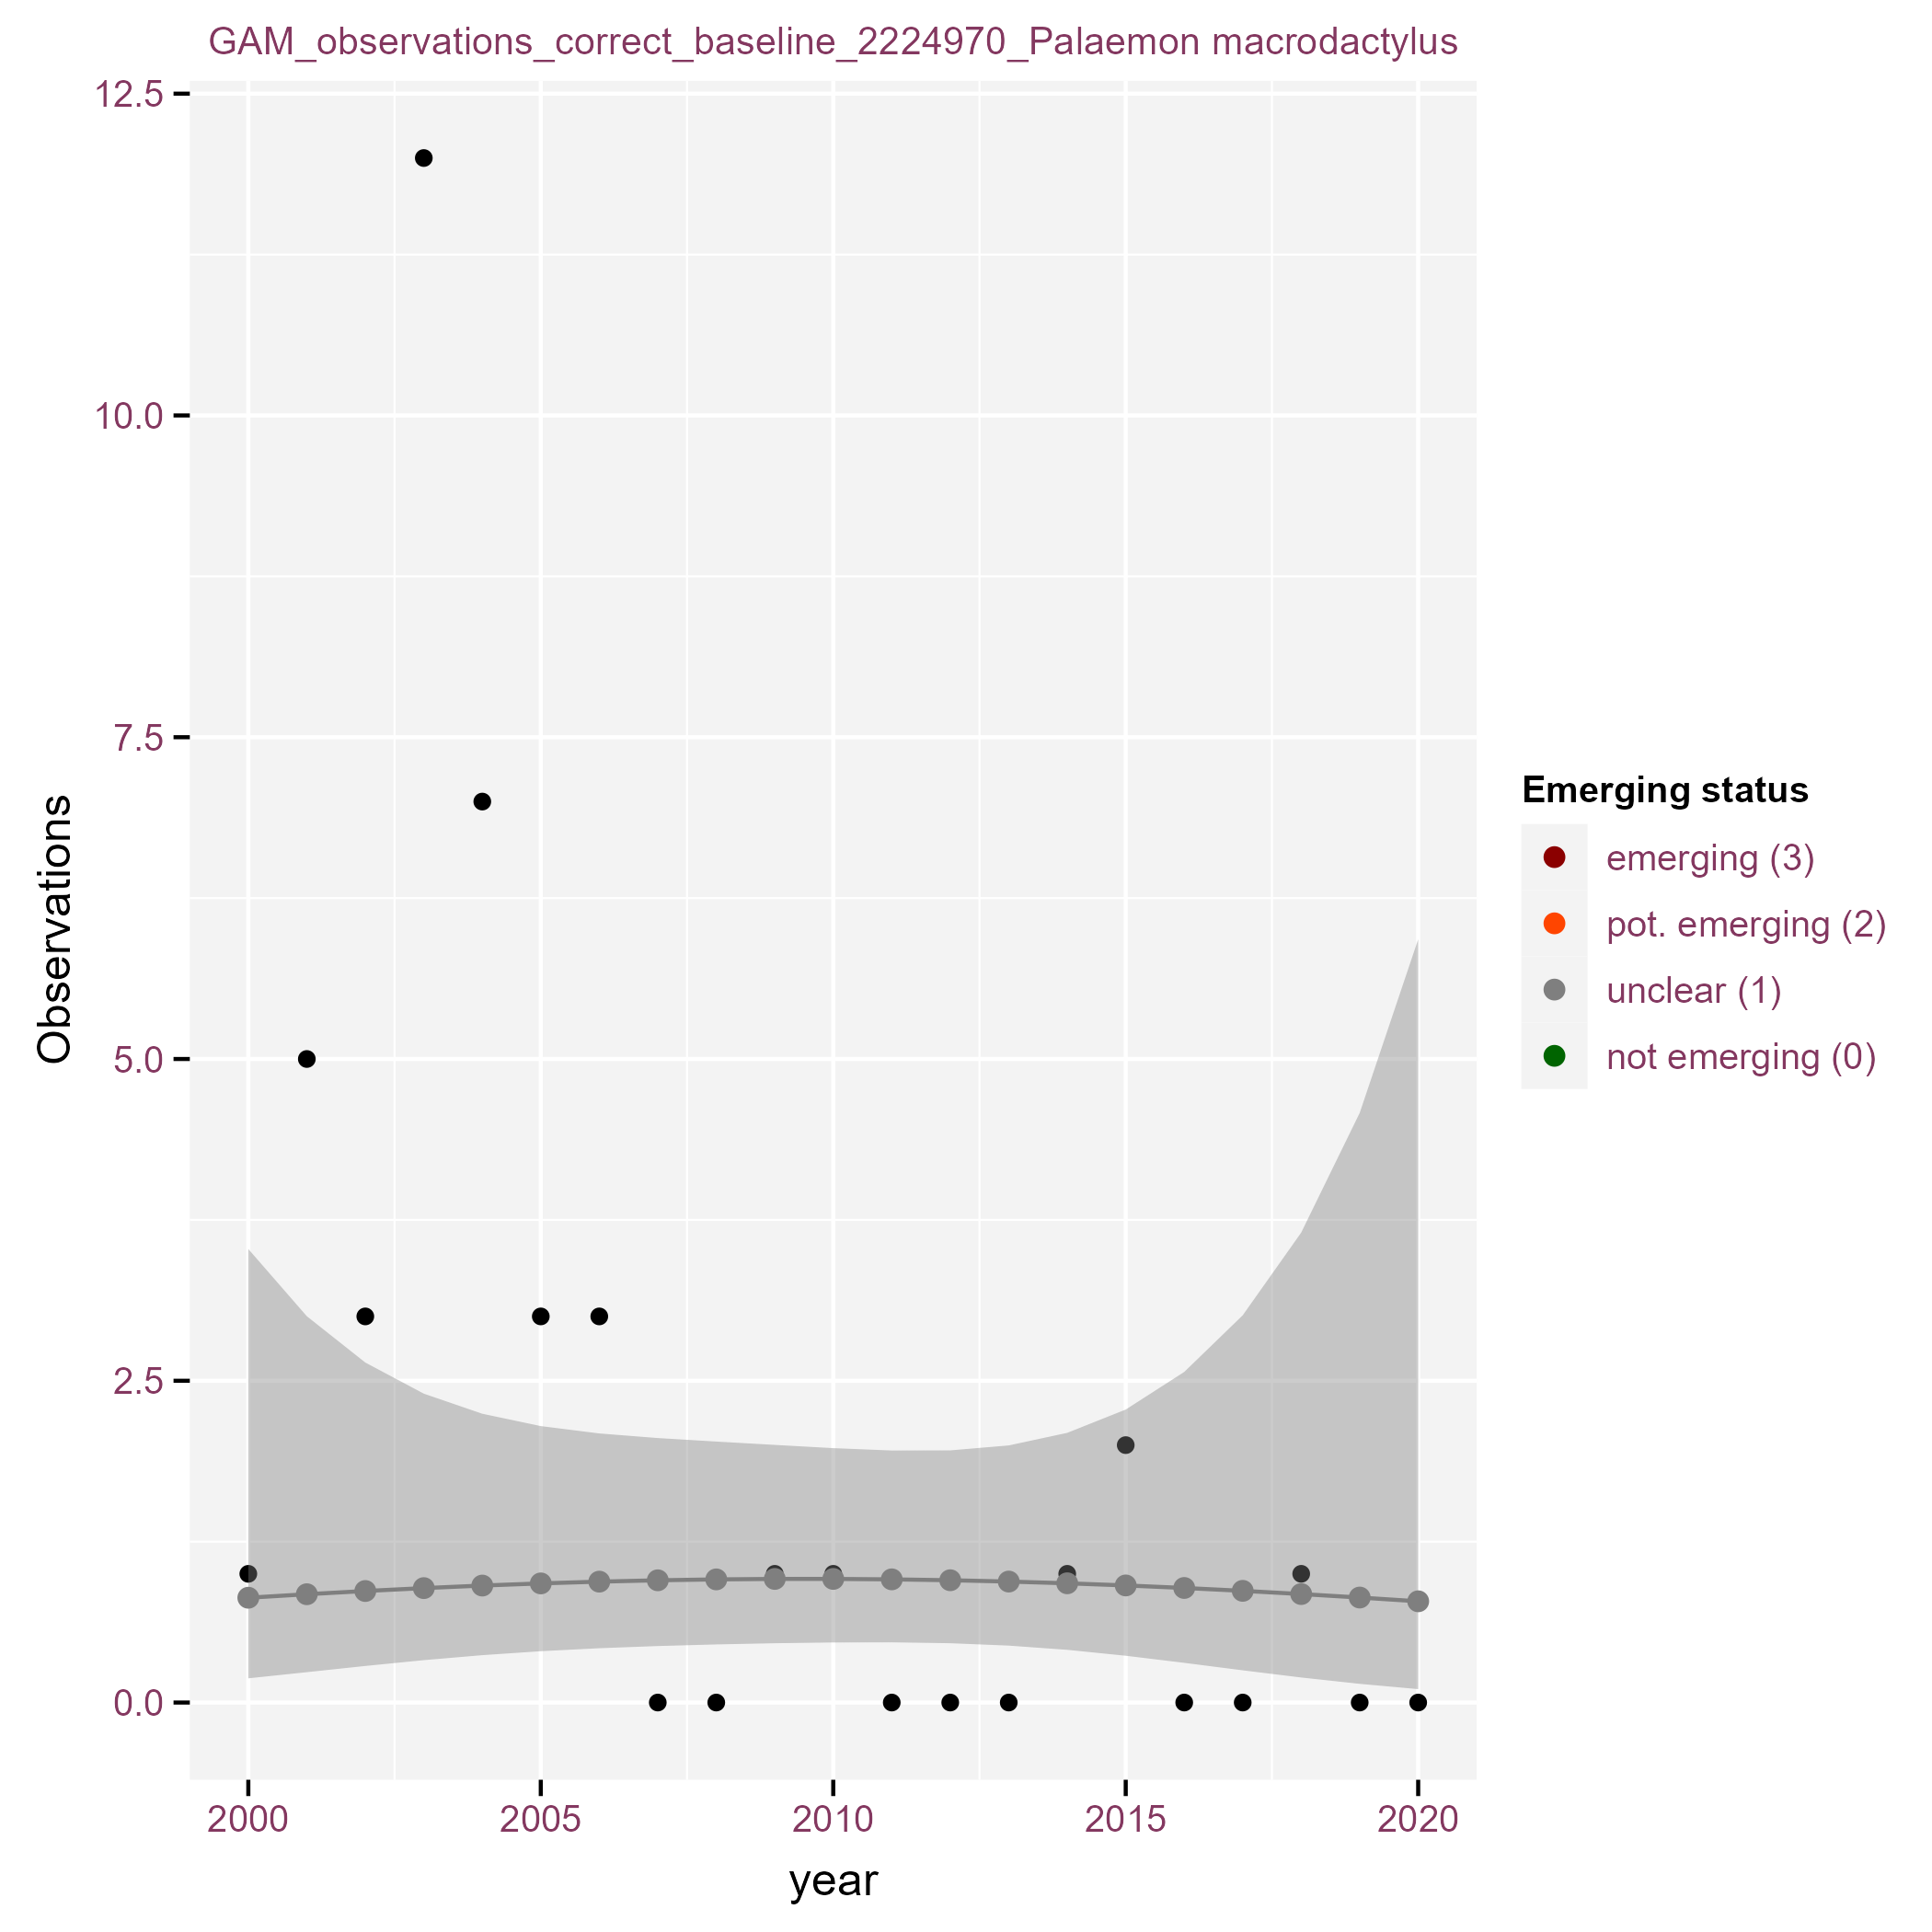 GAM_observations_correct_baseline_2224970_Palaemon macrodactylus
12.5
10.0
7.5
5.0
2.5
0.0
Observations
2000
2005
2010
2015
2020
year
Emerging status
emerging (3)
pot. emerging (2)
unclear (1)
not emerging (0)